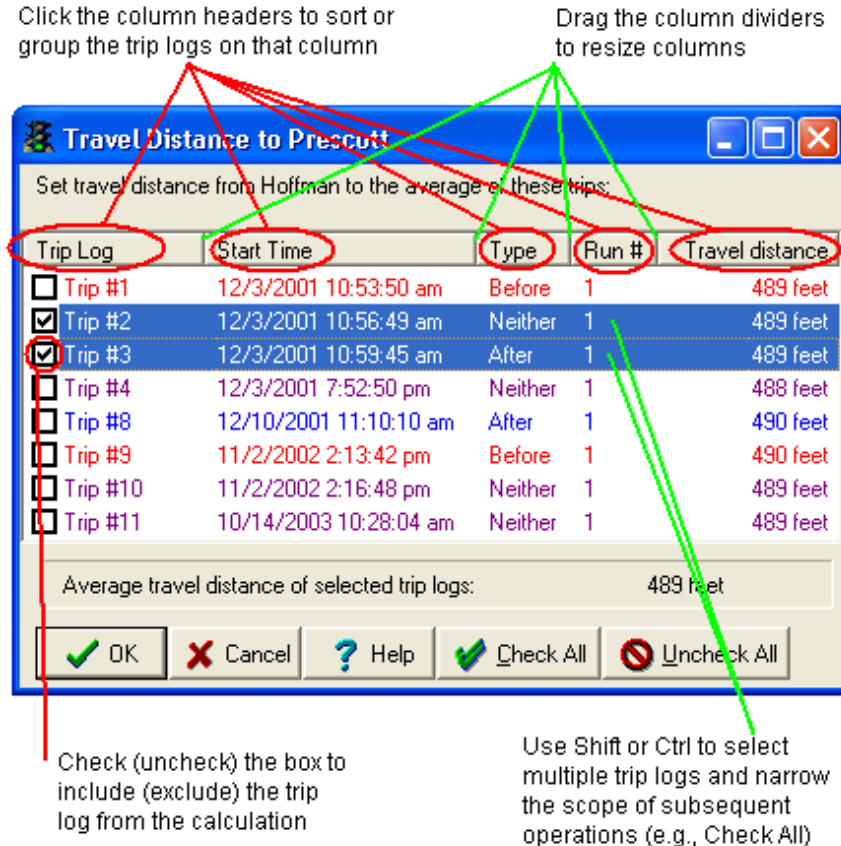 Click the column headers to sort or
group the trip logs on that column
Drag the column dividers
to resize columns
Travel Distance to Prescott
Set travel distance from Hoffman to the average of these trips:
Trip Log Start Time Type Run # Travel distance
Trip #1 12/3/2001 10:53:50 am Before 1 489 feet
Trip #2 12/3/2001 10:56:49 am Neither 1 489 feet
Trip #3 12/3/2001 10:59:45 am After 1 489 feet
Trip #4 12/3/2001 7:52:50 pm Neither 1 488 feet
Trip #8 12/10/2001 11:10:10 am After 1 490 feet
Trip #9 11/2/2002 2:13:42 pm Before 1 490 feet
Trip #10 11/2/2002 2:16:48 pm Neither 1 489 feet
Trip #11 10/14/2003 10:28:04 am Neither 1 489 feet
Average travel distance of selected trip logs: 489 feet
OK Cancel Help Check All Uncheck All
Check (uncheck) the box to
include (exclude) the trip
log from the calculation
Use Shift or Ctrl to select
multiple trip logs and narrow
the scope of subsequent
operations (e.g., Check All)